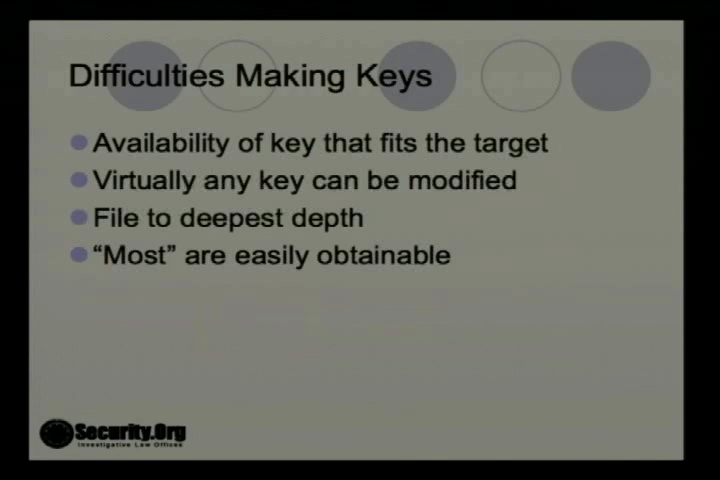 Difficulties Making Keys
Availability of key that fits the target
Virtually any key can be modified
File to deepest depth
“Most” are easily obtainable
Security.Org
Investigative Law Offices